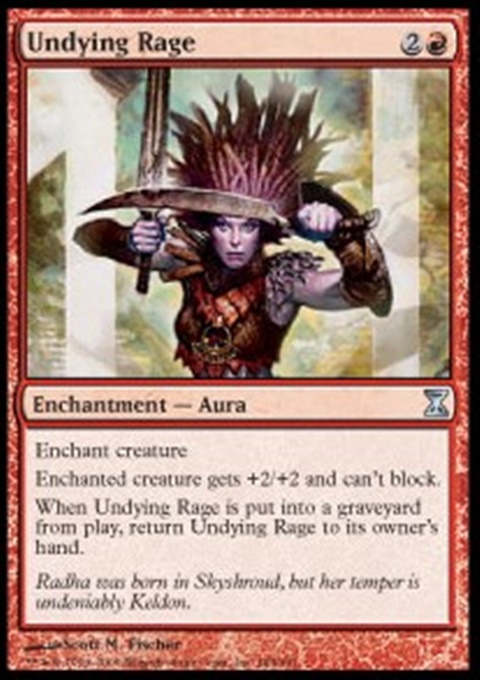 Undying Rage 2
Enchantment — Aura
Enchant creature
Enchanted creature gets +2/+2 and can't block.
When Undying Rage is put into a graveyard
from play, return Undying Rage to its owner's
hand.
Radha was born in Skyshroud, but her temper is
undeniably Keldon.
Scott M. Fischer